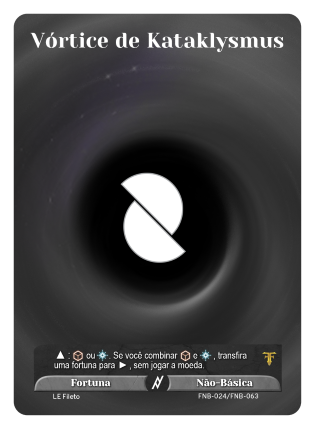 Vórtice de Kataklysmus
▲ : ou . Se você combinar e , transfira
uma fortuna para ► , sem jogar a moeda.
Fortuna Não-Básica
LE Fileto FNB-024/FNB-063